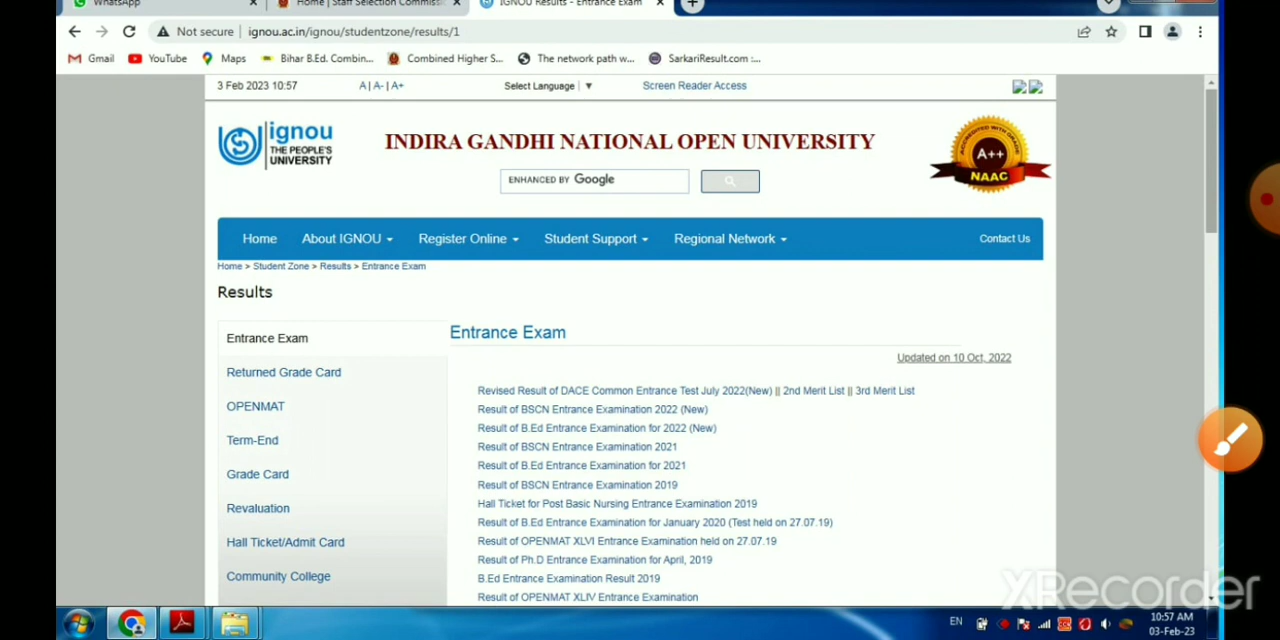 WhatsApp
Home | Staff Selection Commissi
IGNOU Results - Entrance Exam
Not secure | ignou.ac.in/ignou/studentzone/results/1
Gmail
YouTube
Maps
Bihar B.Ed. Combin...
Combined Higher S...
The network path w...
SarkariResult.com :...
3 Feb 2023 10:57
A | A- | A+
Select Language ▼
Screen Reader Access
ignou
THE PEOPLE'S
UNIVERSITY
INDIRA GANDHI NATIONAL OPEN UNIVERSITY
ENHANCED BY Google
ACCREDITED WITH GRADE
A++
NAAC
Home
About IGNOU
Register Online
Student Support
Regional Network
Contact Us
Home > Student Zone > Results > Entrance Exam
Results
Entrance Exam
Returned Grade Card
OPENMAT
Term-End
Grade Card
Revaluation
Hall Ticket/Admit Card
Community College
Entrance Exam
Updated on 10 Oct, 2022
Revised Result of DACE Common Entrance Test July 2022(New) || 2nd Merit List || 3rd Merit List
Result of BSCN Entrance Examination 2022 (New)
Result of B.Ed Entrance Examination for 2022 (New)
Result of BSCN Entrance Examination 2021
Result of B.Ed Entrance Examination for 2021
Result of BSCN Entrance Examination 2019
Hall Ticket for Post Basic Nursing Entrance Examination 2019
Result of B.Ed Entrance Examination for January 2020 (Test held on 27.07.19)
Result of OPENMAT XLVI Entrance Examination held on 27.07.19
Result of Ph.D Entrance Examination for April, 2019
B.Ed Entrance Examination Result 2019
Result of OPENMAT XLIV Entrance Examination
XRecorder
EN
10:57 AM
03-Feb-23